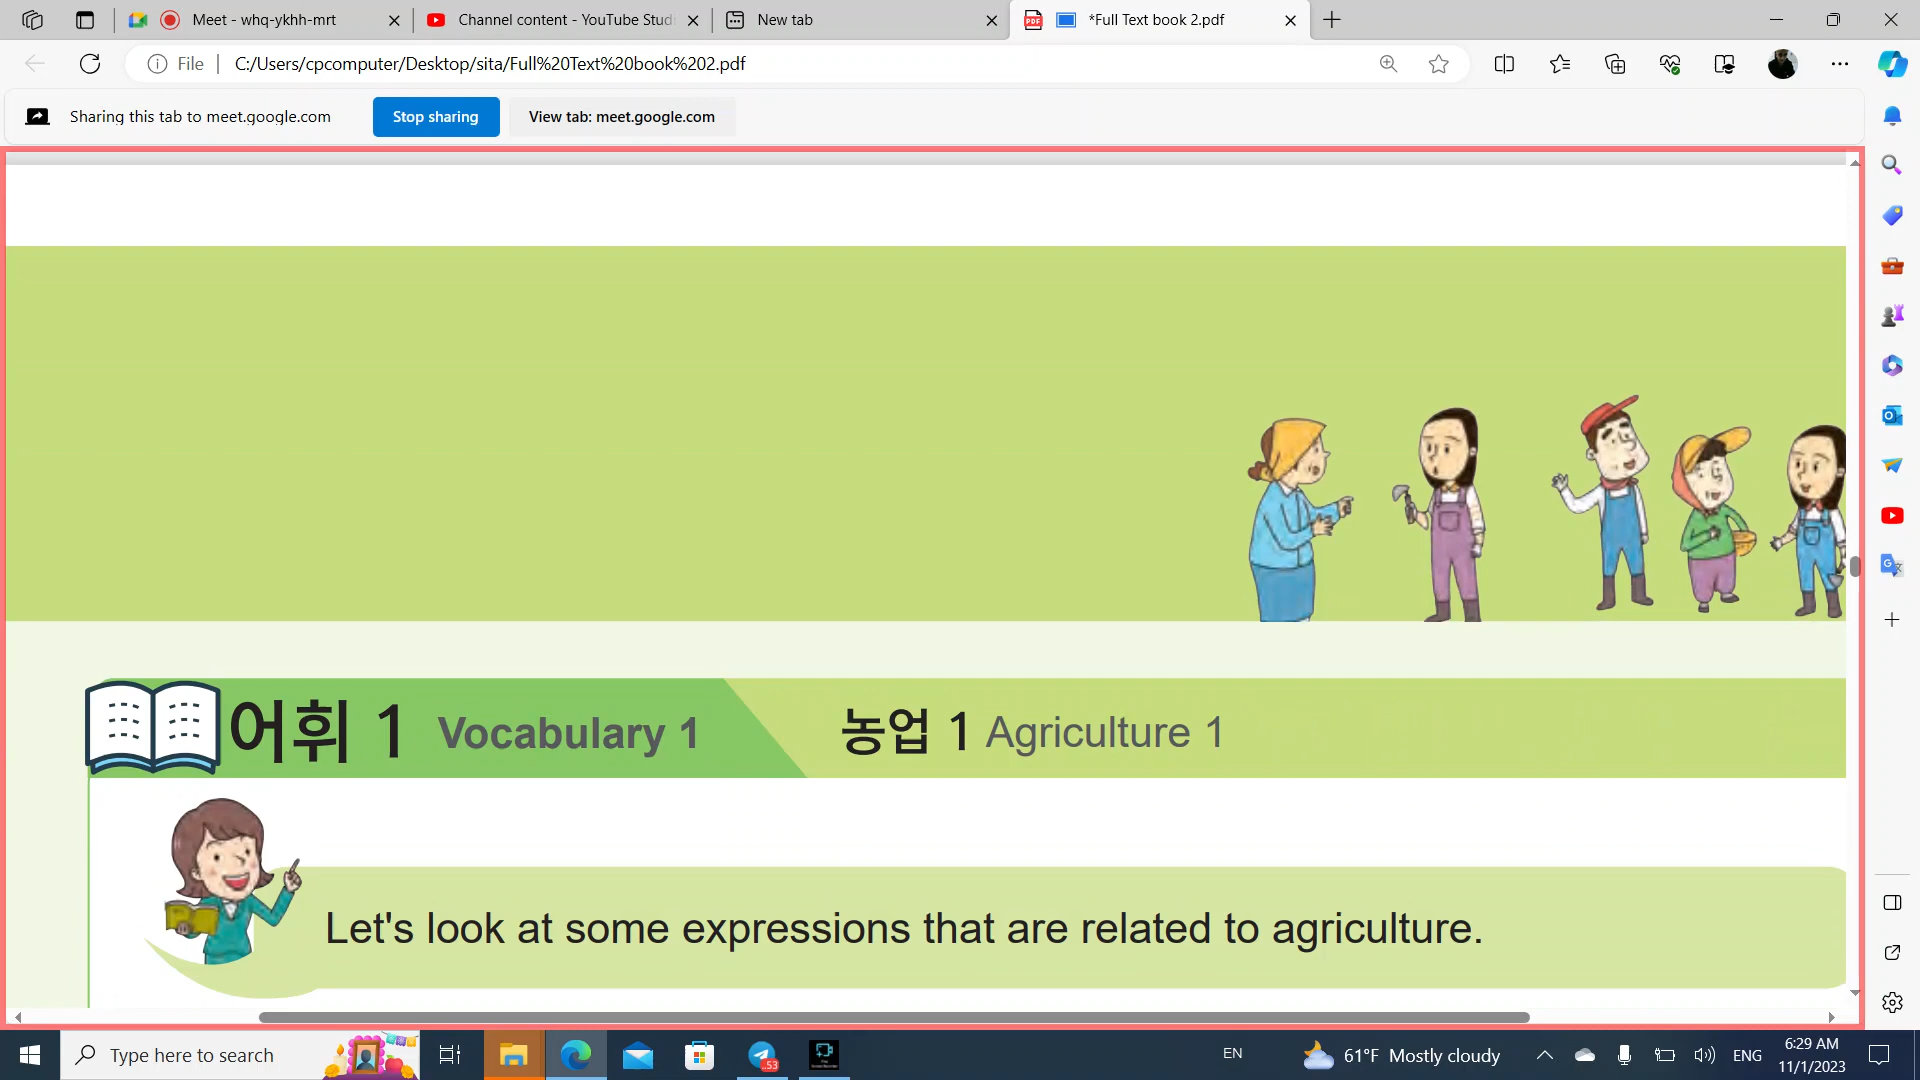 Meet - whq-ykhh-mrt
Channel content - YouTube Stud
New tab
*Full Text book 2.pdf
File
C:/Users/cpcomputer/Desktop/sita/Full%20Text%20book%202.pdf
Sharing this tab to meet.google.com
Stop sharing
View tab: meet.google.com
어휘 1 Vocabulary 1
농업 1 Agriculture 1
Let's look at some expressions that are related to agriculture.
Type here to search
53
EN
61°F Mostly cloudy
ENG
6:29 AM
11/1/2023